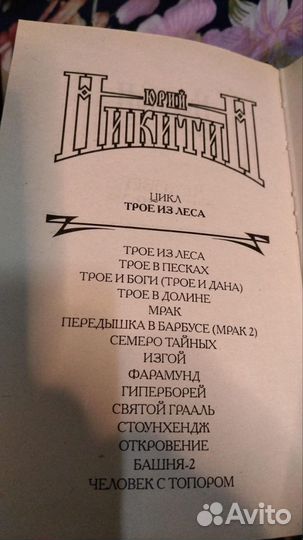 ЮРИЙ
НИКИТИН
ЦИКЛ
ТРОЕ ИЗ ЛЕСА
ТРОЕ ИЗ ЛЕСА
ТРОЕ В ПЕСКАХ
ТРОЕ И БОГИ (ТРОЕ И ДАНА)
ТРОЕ В ДОЛИНЕ
МРАК
ПЕРЕДЫШКА В БАРБУСЕ (МРАК 2)
СЕМЕРО ТАЙНЫХ
ИЗГОЙ
ФАРАМУНД
ГИПЕРБОРЕЙ
СВЯТОЙ ГРААЛЬ
СТОУНХЕНДЖ
ОТКРОВЕНИЕ
БАШНЯ-2
ЧЕЛОВЕК С ТОПОРОМ
Avito